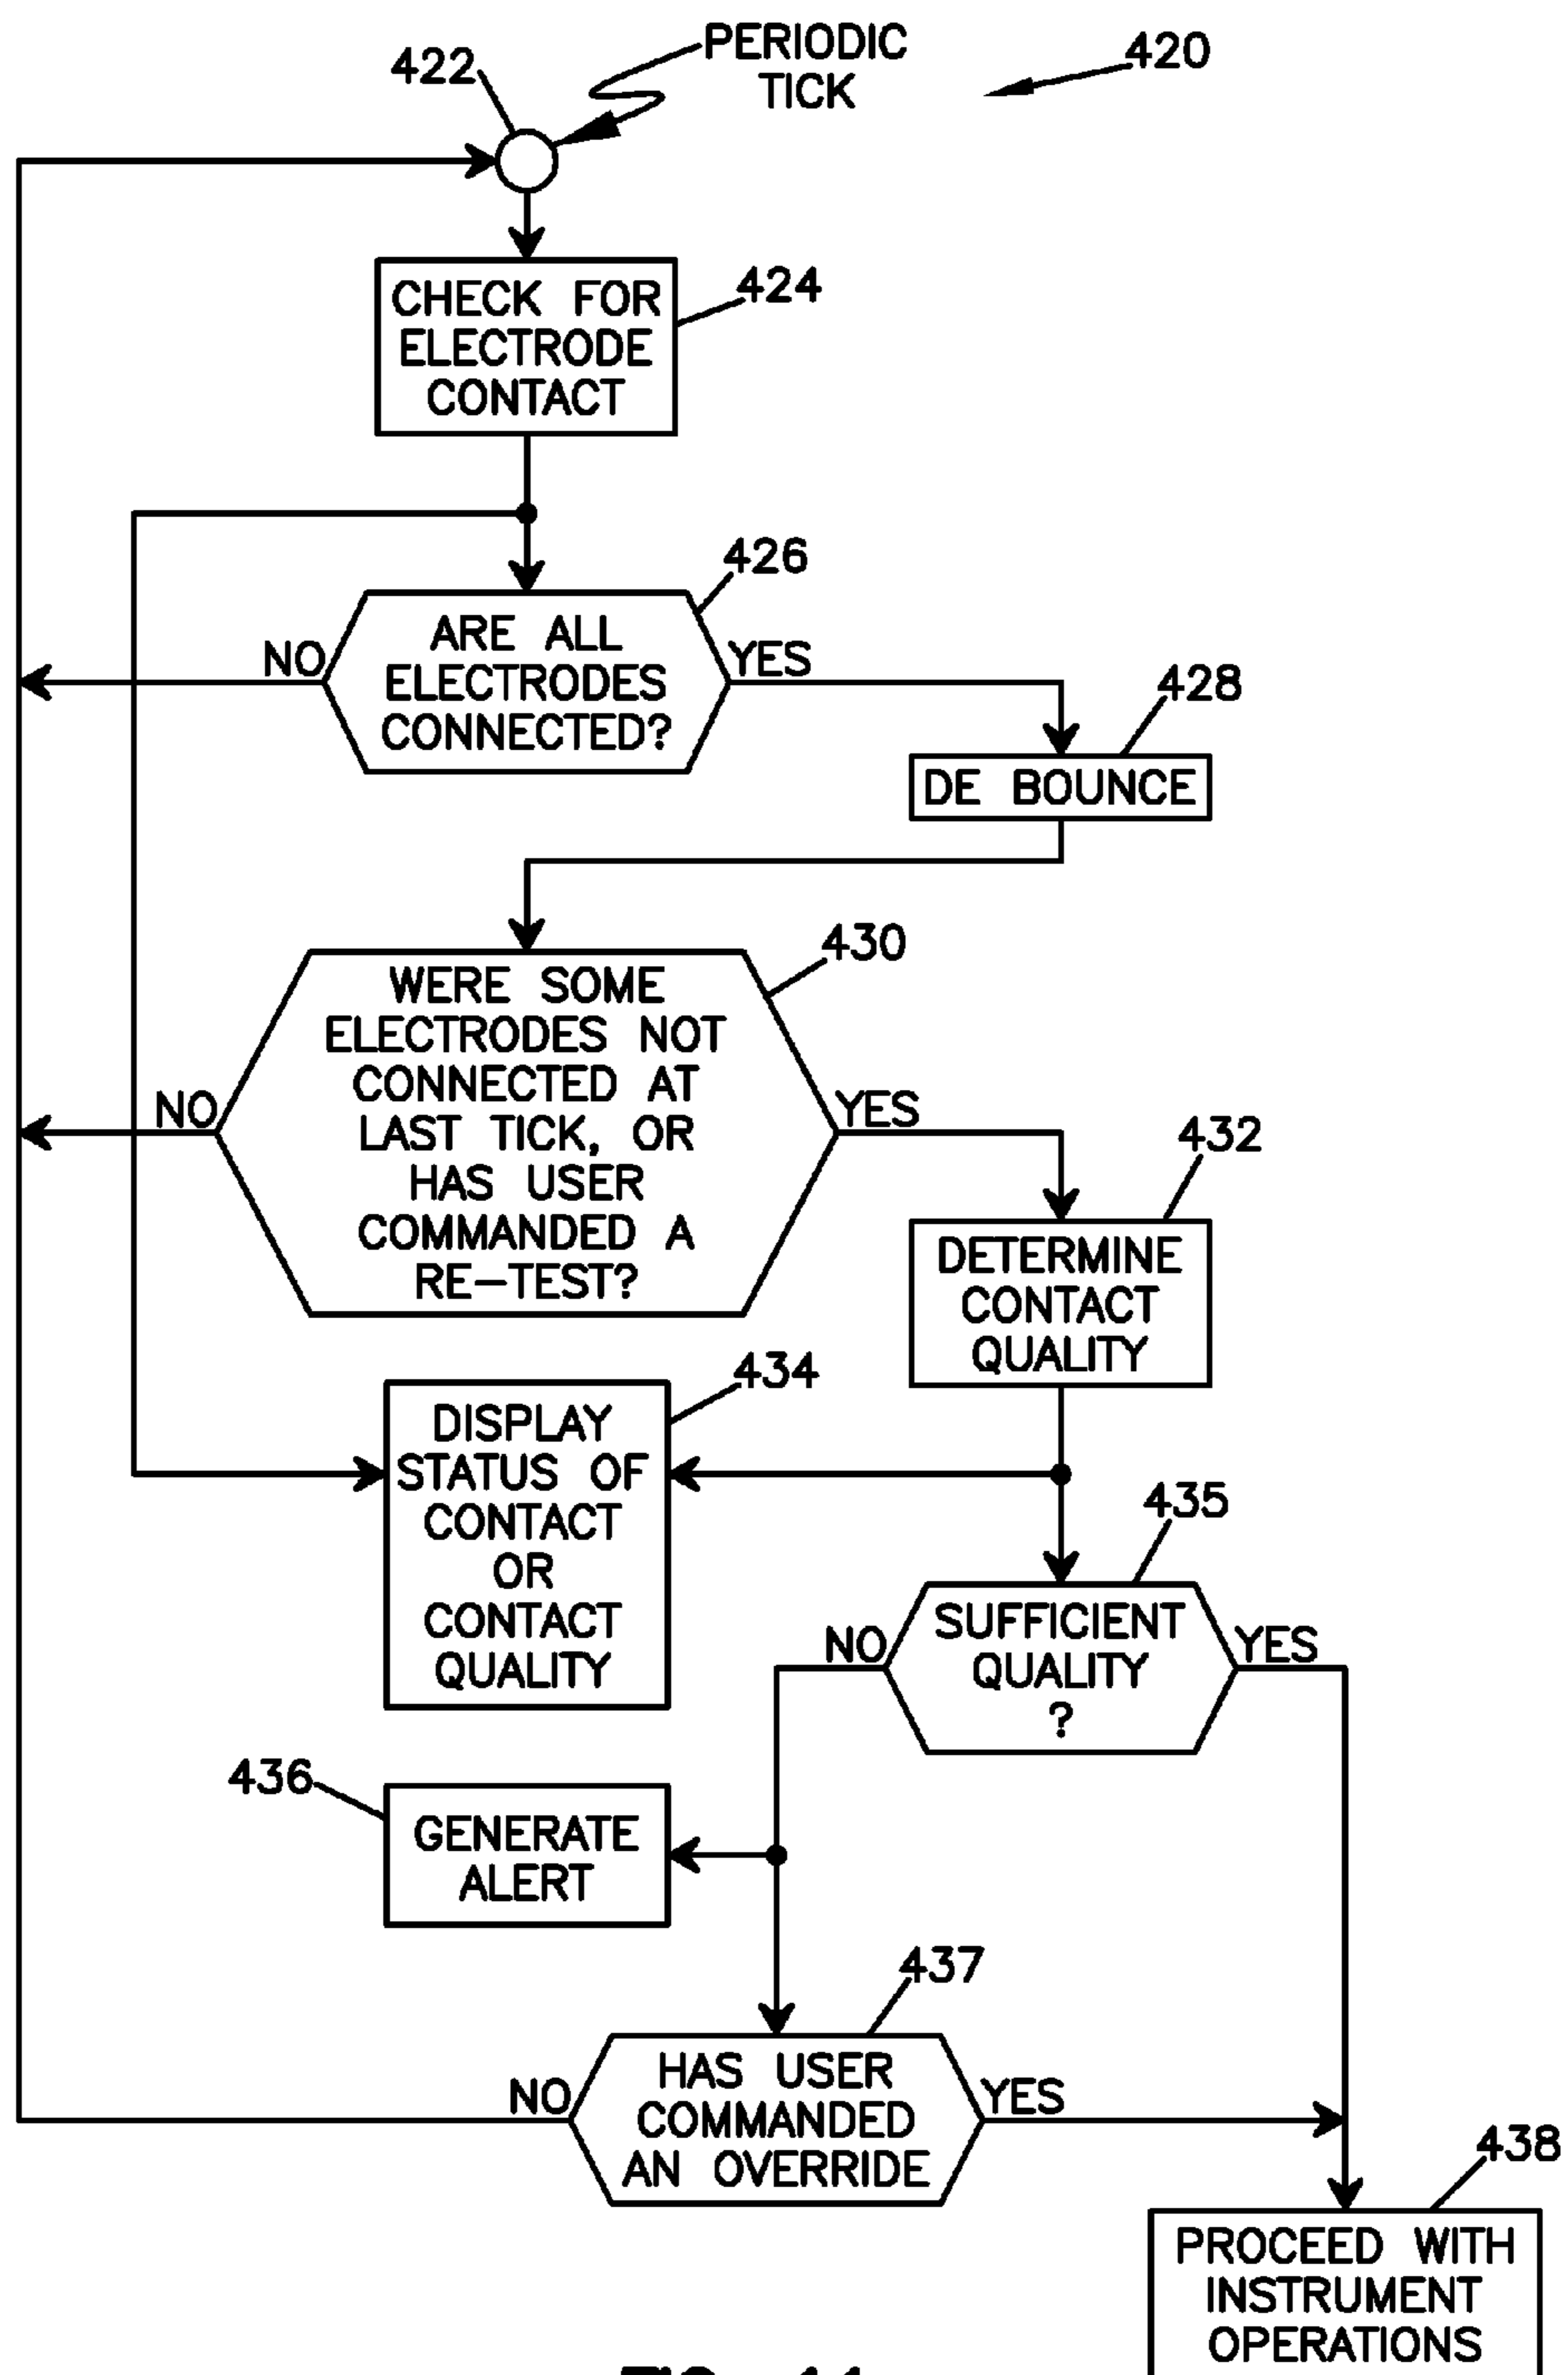 PERIODIC
TICK
422
420
CHECK FOR
ELECTRODE
CONTACT
424
426
ARE ALL
ELECTRODES
CONNECTED?
NO
YES
428
DE BOUNCE
430
WERE SOME
ELECTRODES NOT
CONNECTED AT
LAST TICK, OR
HAS USER
COMMANDED A
RE-TEST?
NO
YES
432
DETERMINE
CONTACT
QUALITY
434
DISPLAY
STATUS OF
CONTACT
OR
CONTACT
QUALITY
435
SUFFICIENT
QUALITY
?
NO
YES
436
GENERATE
ALERT
437
HAS USER
COMMANDED
AN OVERRIDE
NO
YES
438
PROCEED WITH
INSTRUMENT
OPERATIONS